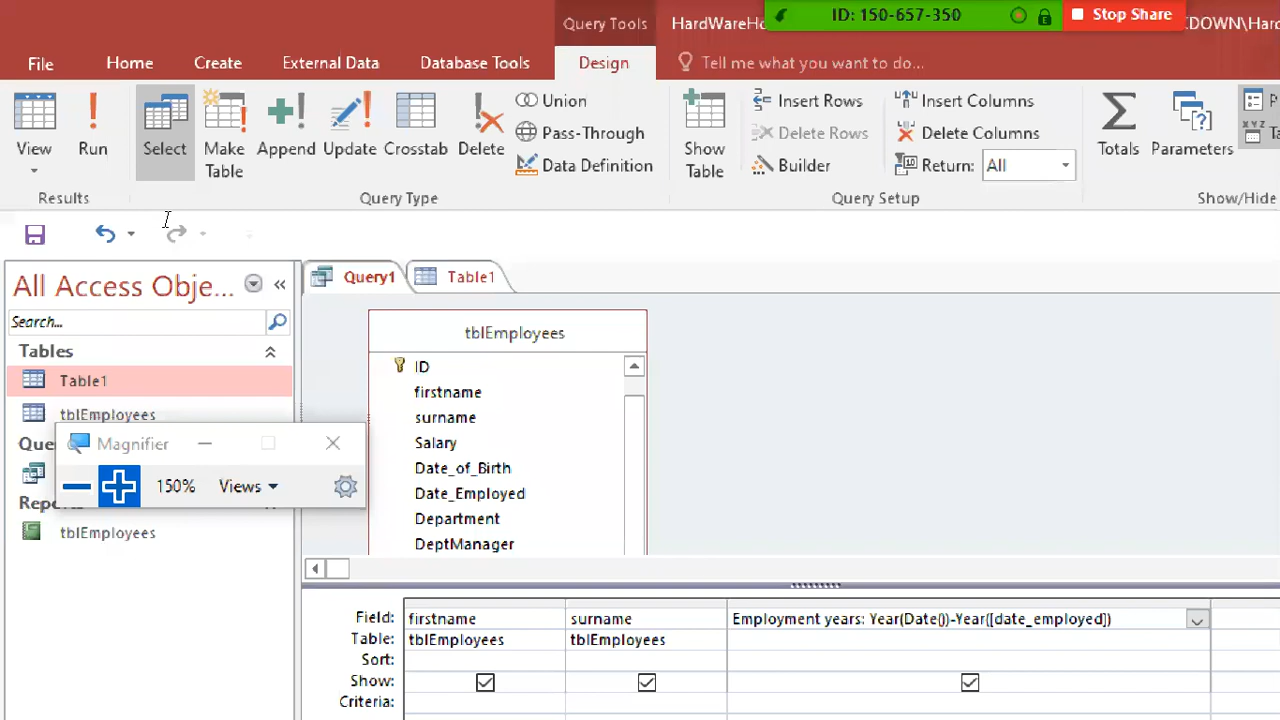 Query Tools
HardWareHo
ID: 150-657-350
Stop Share
KDOWN\Hard
File
Home
Create
External Data
Database Tools
Design
Tell me what you want to do...
View
Run
Select
Make Table
Append
Update
Crosstab
Delete
Union
Pass-Through
Data Definition
Show Table
Insert Rows
Delete Rows
Builder
Insert Columns
Delete Columns
Return: All
Totals
Parameters
Results
Query Type
Query Setup
Show/Hide
All Access Obje...
Search...
Tables
Table1
tblEmployees
Que
Repo
tblEmployees
Magnifier
150%
Views
Query1
Table1
tblEmployees
ID
firstname
surname
Salary
Date_of_Birth
Date_Employed
Department
DeptManager
Field: firstname surname Employment years: Year(Date())-Year([date_employed])
Table: tblEmployees tblEmployees
Sort:
Show:
Criteria: